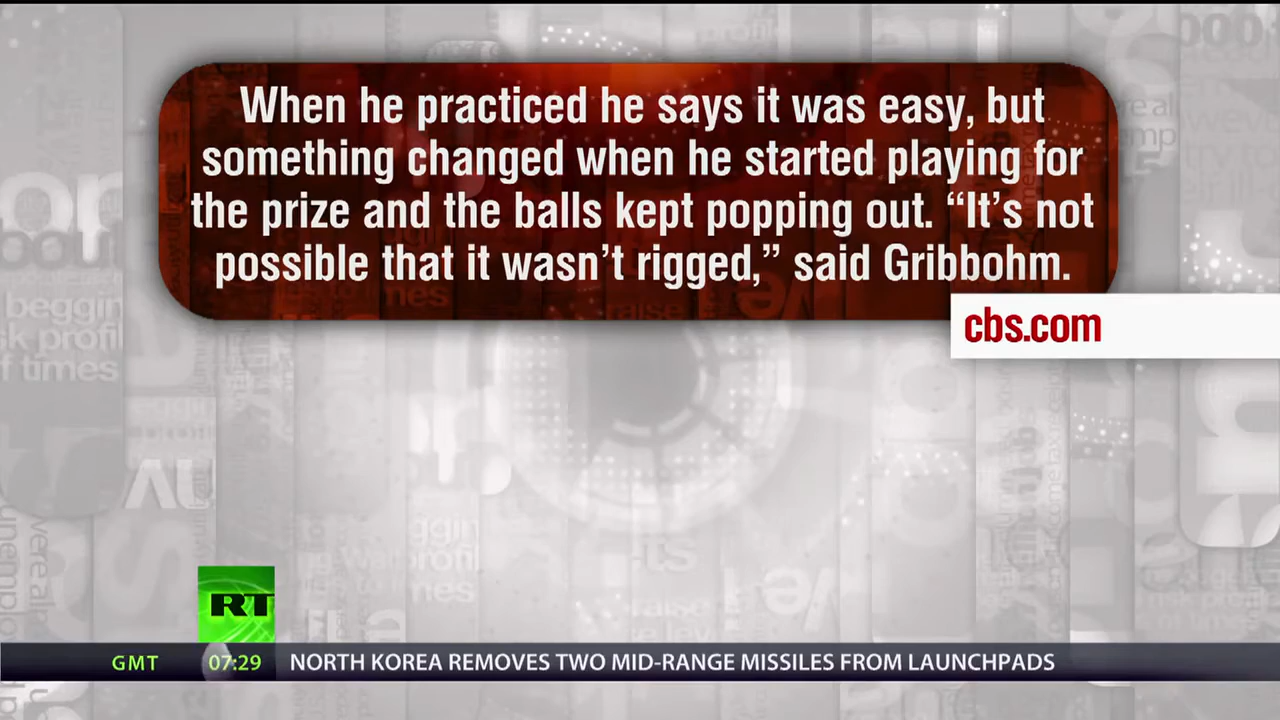 When he practiced he says it was easy, but
something changed when he started playing for
the prize and the balls kept popping out. “It’s not
possible that it wasn’t rigged,” said Gribbohm.
cbs.com
RT
GMT 07:29 NORTH KOREA REMOVES TWO MID-RANGE MISSILES FROM LAUNCHPADS